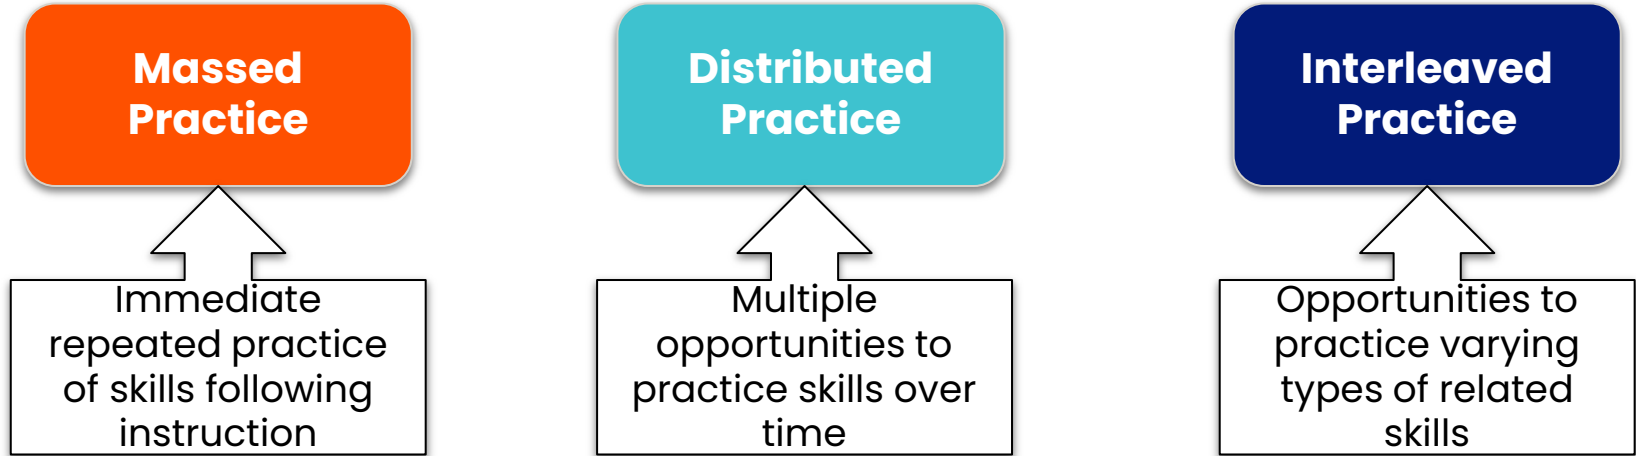 Massed
Practice
Distributed
Practice
Interleaved
Practice
Immediate
repeated practice
of skills following
instruction
Multiple
opportunities to
practice skills over
time
Opportunities to
practice varying
types of related
skills